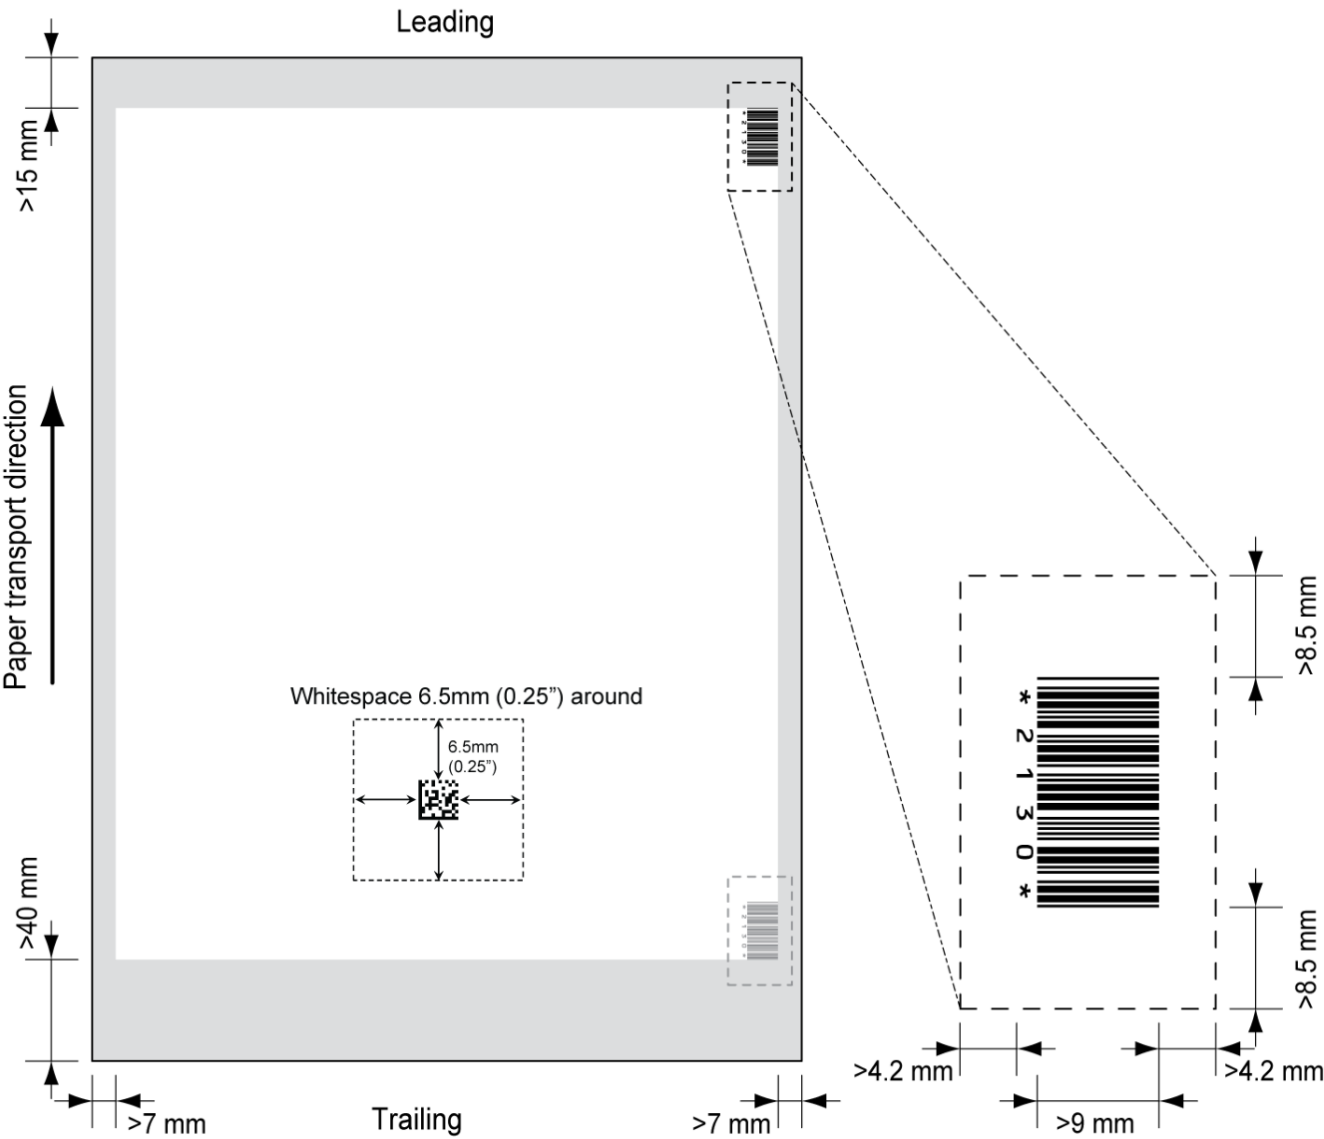 Leading
>15 mm
*2130*
Paper transport direction
Whitespace 6.5mm (0.25”) around
6.5mm
(0.25”)
>8.5 mm
*2130*
>40 mm
*2130*
>8.5 mm
>4.2 mm
>4.2 mm
>7 mm
Trailing
>7 mm
>9 mm